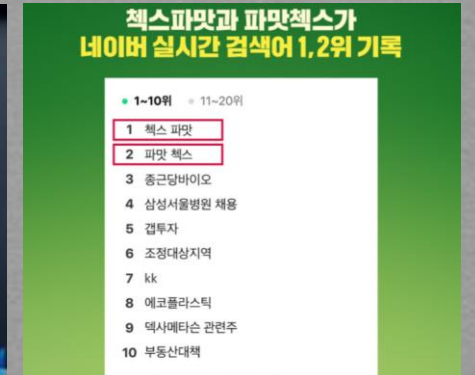 첵스파맛과 파맛첵스가
네이버 실시간 검색어 1,2위 기록
1~10위 11~20위
1 첵스 파맛
2 파맛 첵스
3 종근당바이오
4 삼성서울병원 채용
5 갭투자
6 조정대상지역
7 kk
8 에코플라스틱
9 덱사메타슨 관련주
10 부동산대책